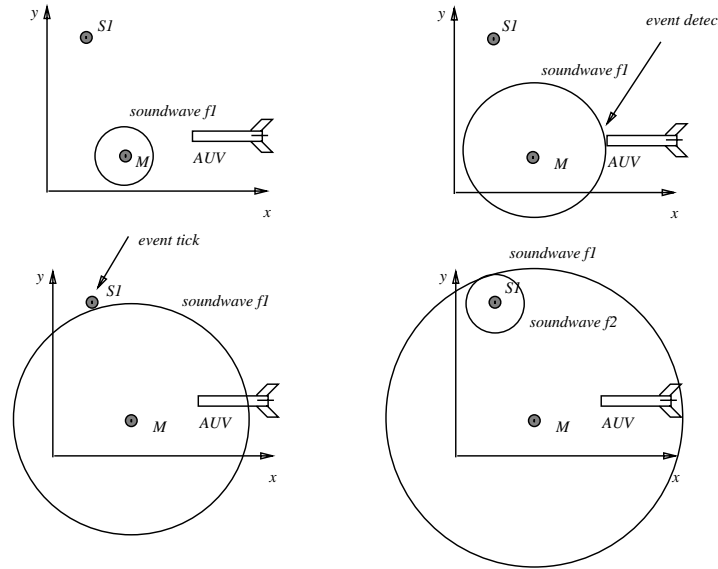 y
S1
soundwave f1
M
AUV
x
y
S1
event detec
soundwave f1
M
AUV
x
event tick
y
S1
soundwave f1
M
AUV
x
soundwave f1
y
S1
soundwave f2
M
AUV
x